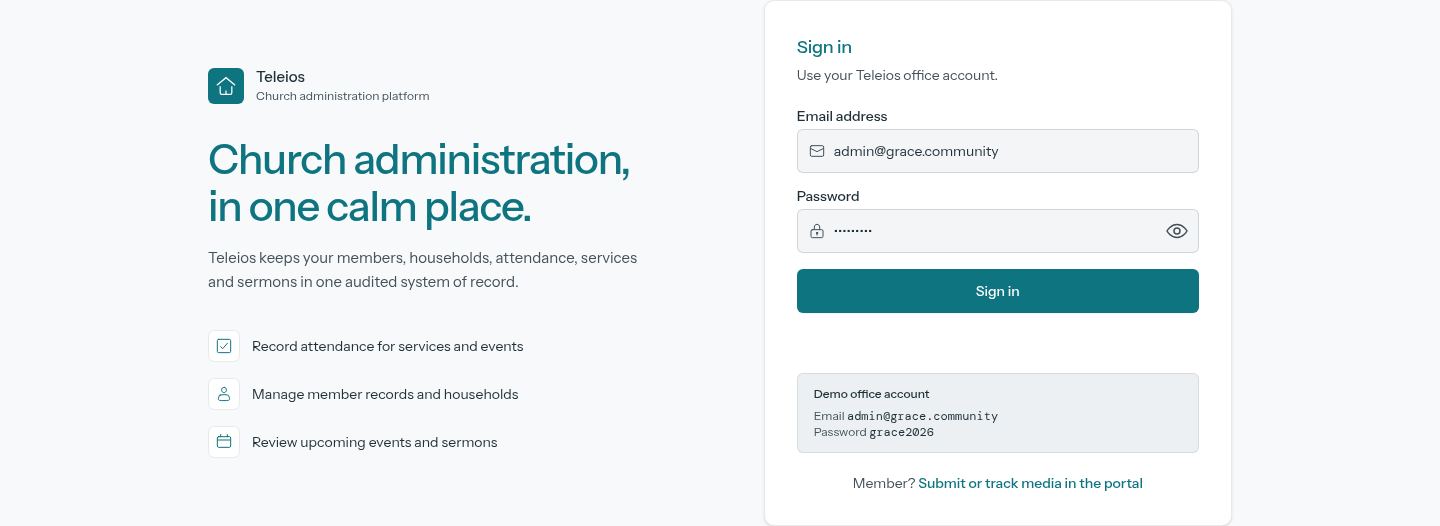 Teleios
Church administration platform
Church administration,
in one calm place.
Teleios keeps your members, households, attendance, services
and sermons in one audited system of record.
Record attendance for services and events
Manage member records and households
Review upcoming events and sermons
Sign in
Use your Teleios office account.
Email address
admin@grace.community
Password
•••••••••
Sign in
Demo office account
Email admin@grace.community
Password grace2026
Member? Submit or track media in the portal